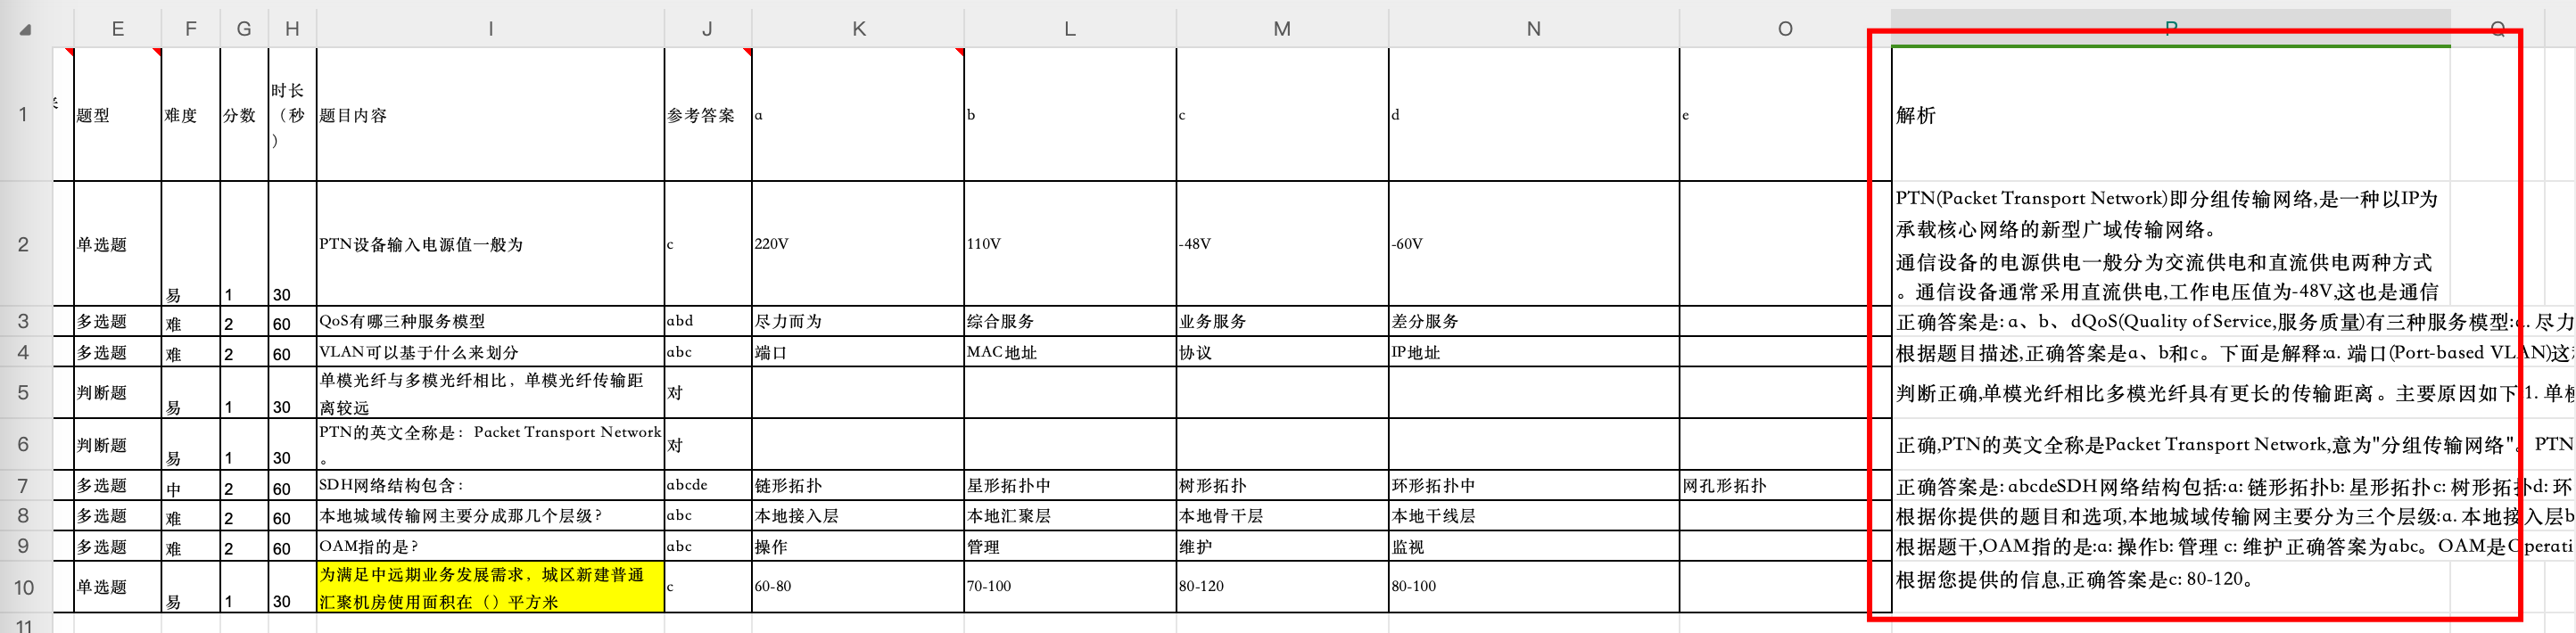 E F G H I J K L M N O P Q
1 题型 难度 分数 时长（秒） 题目内容 参考答案 a b c d e 解析
2 单选题 易 1 30 PTN设备输入电源值一般为 c 220V 110V -48V -60V
PTN(Packet Transport Network)即分组传输网络,是一种以IP为
承载核心网络的新型广域传输网络。
通信设备的电源供电一般分为交流供电和直流供电两种方式
。通信设备通常采用直流供电,工作电压值为-48V,这也是通信
3 多选题 难 2 60 QoS有哪三种服务模型 abd 尽力而为 综合服务 业务服务 差分服务 正确答案是: a、b、dQoS(Quality of Service,服务质量)有三种服务模型:a. 尽力
4 多选题 难 2 60 VLAN可以基于什么来划分 abc 端口 MAC地址 协议 IP地址 根据题目描述,正确答案是a、b和c。下面是解释:a. 端口(Port-based VLAN)这
5 判断题 易 1 30 单模光纤与多模光纤相比，单模光纤传输距
离较远 对 判断正确,单模光纤相比多模光纤具有更长的传输距离。主要原因如下:1. 单模
6 判断题 易 1 30 PTN的英文全称是：Packet Transport Network
。 对 正确,PTN的英文全称是Packet Transport Network,意为"分组传输网络"。PTN
7 多选题 中 2 60 SDH网络结构包含： abcde 链形拓扑 星形拓扑中 树形拓扑 环形拓扑中 网孔形拓扑 正确答案是: abcdeSDH网络结构包括:a: 链形拓扑b: 星形拓扑c: 树形拓扑d: 环
8 多选题 难 2 60 本地城域传输网主要分成那几个层级？ abc 本地接入层 本地汇聚层 本地骨干层 本地干线层 根据你提供的题目和选项,本地城域传输网主要分为三个层级:a. 本地接入层b
9 多选题 难 2 60 OAM指的是？ abc 操作 管理 维护 监视 根据题干,OAM指的是:a: 操作b: 管理 c: 维护正确答案为abc。OAM是Operati
10 单选题 易 1 30 为满足中远期业务发展需求，城区新建普通
汇聚机房使用面积在（）平方米 c 60-80 70-100 80-120 80-100 根据您提供的信息,正确答案是c: 80-120。
11